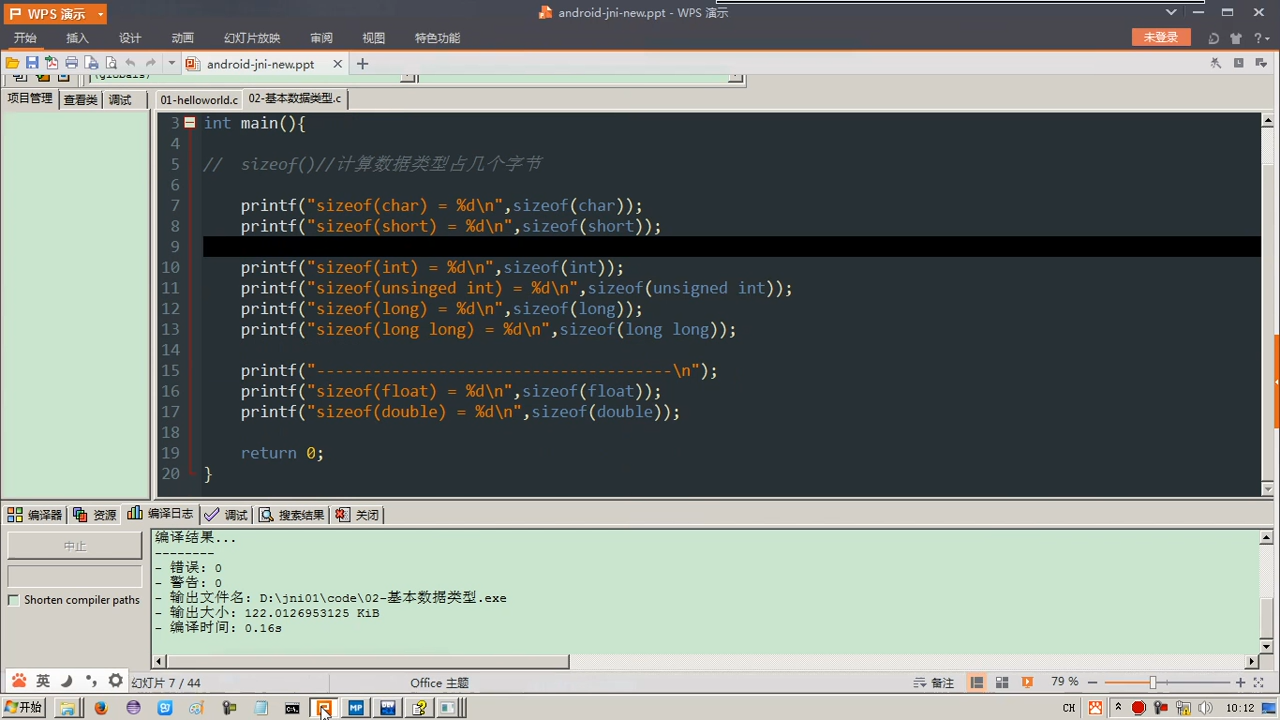 WPS 演示
android-jni-new.ppt - WPS 演示
开始 插入 设计 动画 幻灯片放映 审阅 视图 特色功能
未登录
android-jni-new.ppt
(globals)
项目管理 查看类 调试
01-helloworld.c 02-基本数据类型.c
3 int main(){
4
5 // sizeof()//计算数据类型占几个字节
6
7 printf("sizeof(char) = %d\n",sizeof(char));
8 printf("sizeof(short) = %d\n",sizeof(short));
9
10 printf("sizeof(int) = %d\n",sizeof(int));
11 printf("sizeof(unsinged int) = %d\n",sizeof(unsigned int));
12 printf("sizeof(long) = %d\n",sizeof(long));
13 printf("sizeof(long long) = %d\n",sizeof(long long));
14
15 printf("--------------------------------------\n");
16 printf("sizeof(float) = %d\n",sizeof(float));
17 printf("sizeof(double) = %d\n",sizeof(double));
18
19 return 0;
20 }
编译器 资源 编译日志 调试 搜索结果 关闭
中止
Shorten compiler paths
编译结果...
--------
- 错误: 0
- 警告: 0
- 输出文件名: D:\jni01\code\02-基本数据类型.exe
- 输出大小: 122.0126953125 KiB
- 编译时间: 0.16s
英
幻灯片 7 / 44
Office 主题
备注
79 %
开始
CH
10:12